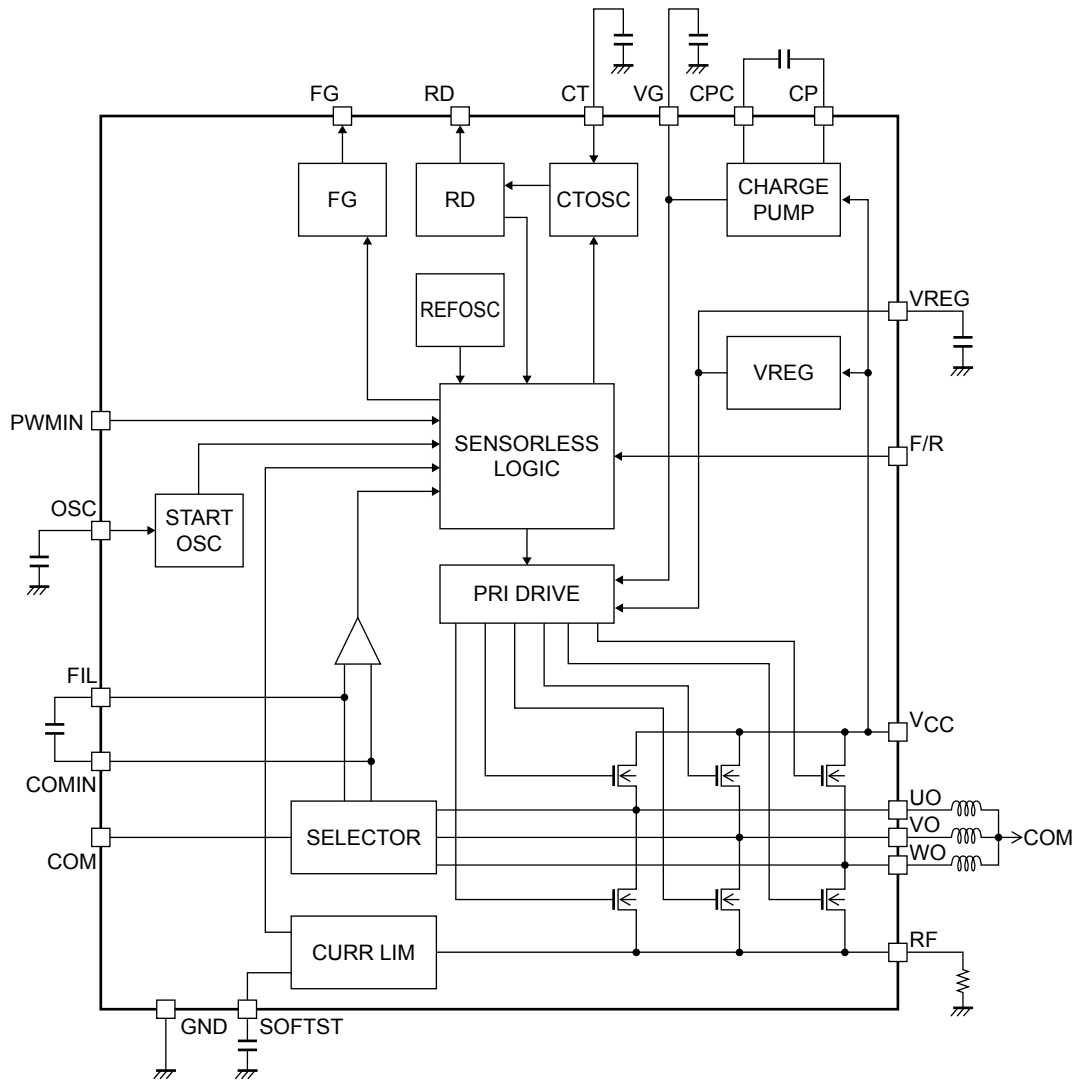 FG
RD
CT
VG
CPC
CP
FG
RD
CTOSC
CHARGE
PUMP
REFOSC
VREG
VREG
PWMIN
SENSORLESS
LOGIC
F/R
OSC
START
OSC
PRI DRIVE
FIL
VCC
COMIN
UO
SELECTOR
VO
COM
COM
WO
CURR LIM
RF
GND
SOFTST